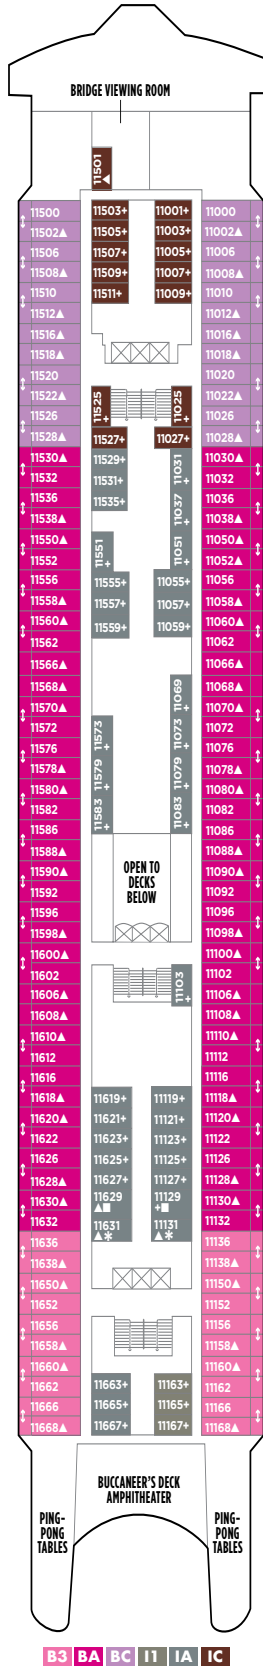 BRIDGE VIEWING ROOM
11501▲
11500 11503+ 11001+ 11000
11502▲ 11505+ 11003+ 11002▲
11506 11507+ 11005+ 11006
11508▲ 11509+ 11007+ 11008▲
11510 11511+ 11009+ 11010
11512▲ 11012▲
11516▲ 11016▲
11518▲ 11018▲
11520 11020
11522▲ 11525+ 11025+ 11022▲
11526 11026
11528▲ 11527+ 11027+ 11028▲
11530▲ 11529+ 11031 11030▲
11532 11531+ 11032
11536 11535+ 11037+ 11036
11538▲ 11038▲
11550▲ 11551+ 11051+ 11050▲
11552 11052▲
11556 11555+ 11055+ 11056
11558▲ 11557+ 11057+ 11058▲
11560▲ 11559+ 11059+ 11060▲
11562 11062
11566▲ 11066▲
11568▲ 11069 11068▲
11570▲ 11070▲
11572 11573+ 11073+ 11072
11576 11076
11578▲ 11579 11079 11078▲
11580▲ 11080▲
11582 11583+ 11083+ 11082
11586 11086
11588▲ 11088▲
11590▲ OPEN TO 11090▲
11592 DECKS 11092
11596 BELOW 11096
11598▲ 11098▲
11600▲ 11100▲
11602 11103+ 11102
11606▲ 11106▲
11608▲ 11108▲
11610▲ 11110▲
11612 11112
11616 11116
11618▲ 11619+ 11119+ 11118▲
11620▲ 11621+ 11121+ 11120▲
11622 11623+ 11123+ 11122
11626 11625+ 11125+ 11126
11628▲ 11627+ 11127+ 11128▲
11630▲ 11629▲■ 11129+■ 11130▲
11632 11631▲* 11131▲* 11132
11636 11136
11638▲ 11138▲
11650▲ 11150▲
11652 11152
11656 11156
11658▲ 11158▲
11660▲ 11160▲
11662 11663+ 11163+ 11162
11666 11665+ 11165+ 11166
11668▲ 11667+ 11167+ 11168▲
BUCCANEER'S DECK
AMPHITHEATER
PING-
PONG
TABLES
PING-
PONG
TABLES
B3 BA BC I1 IA IC